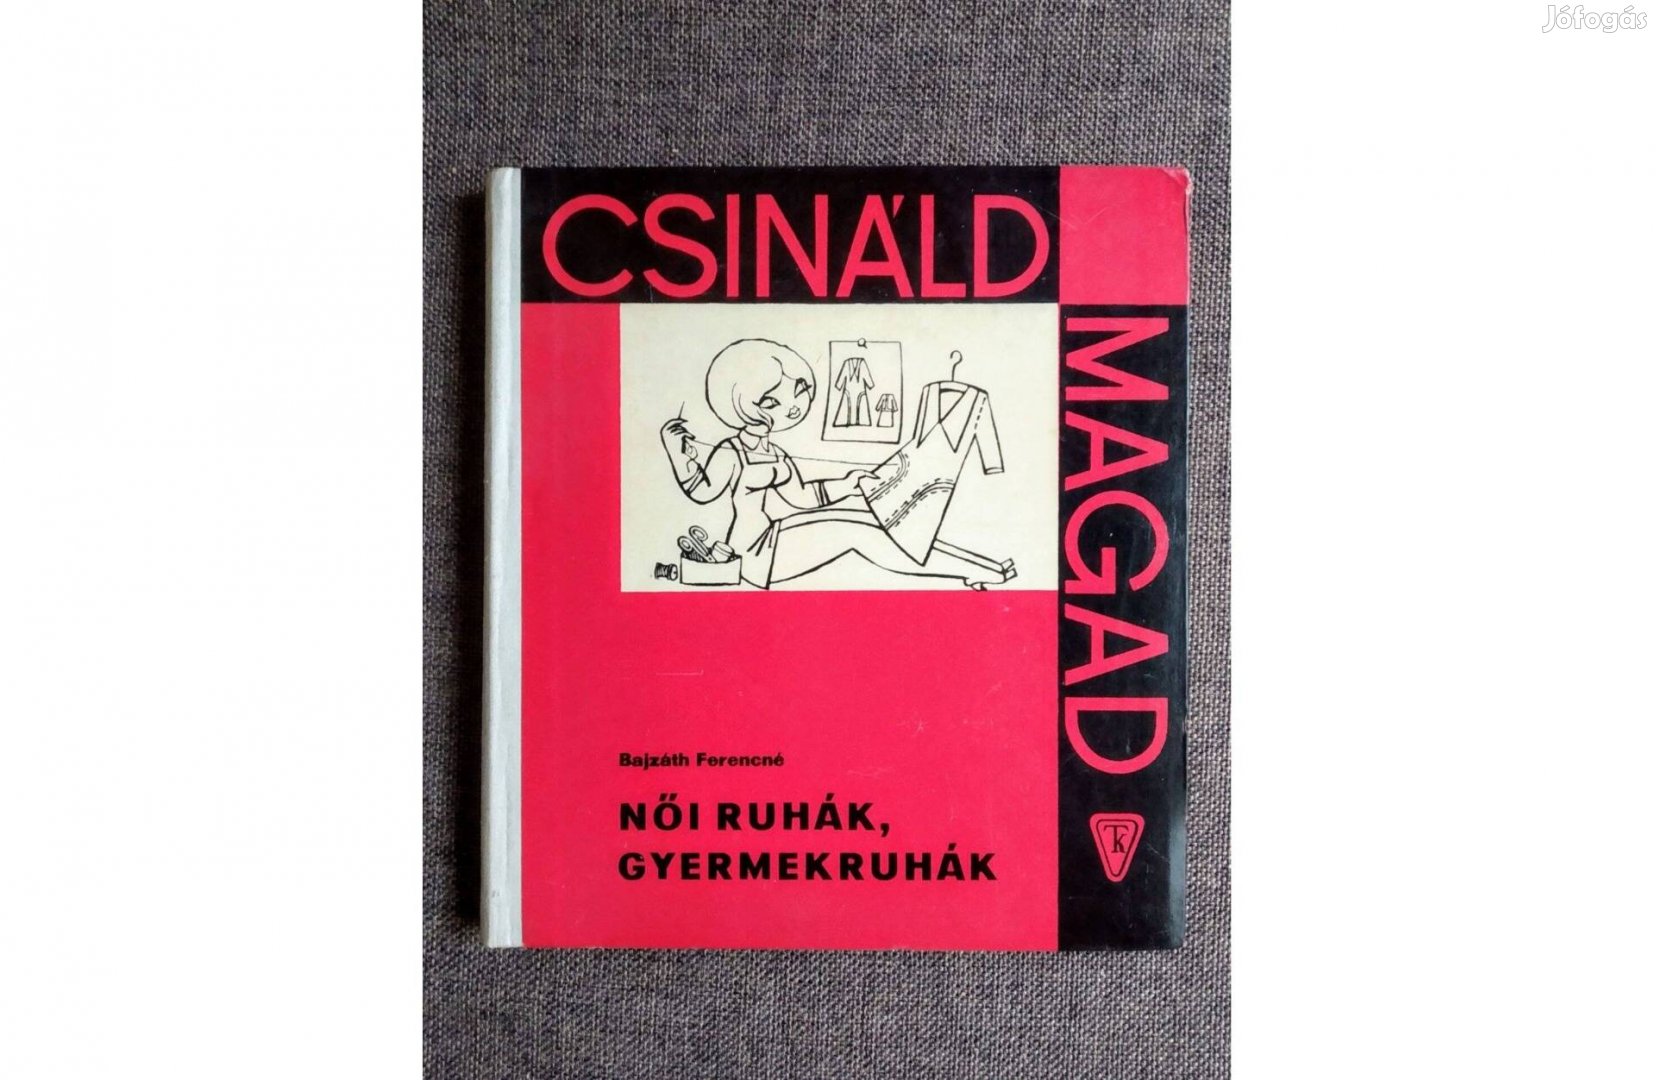 Jófogás
CSINÁLD
MAGAD
Bajzáth Ferencné
NŐI RUHÁK,
GYERMEKRUHÁK
TK